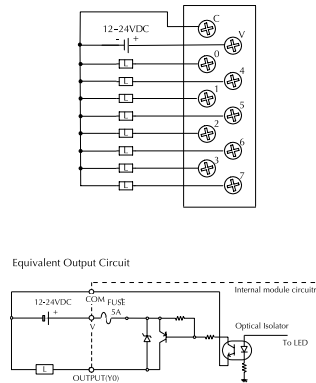 C
12–24VDC
V
- +
0
L
4
L
1
L
5
L
2
L
6
L
3
L
7
L
Equivalent Output Circuit
Internal module circuitr
12-24VDC
COM
FUSE
5A
+
V
Optical Isolator
To LED
L
OUTPUT(Y0)